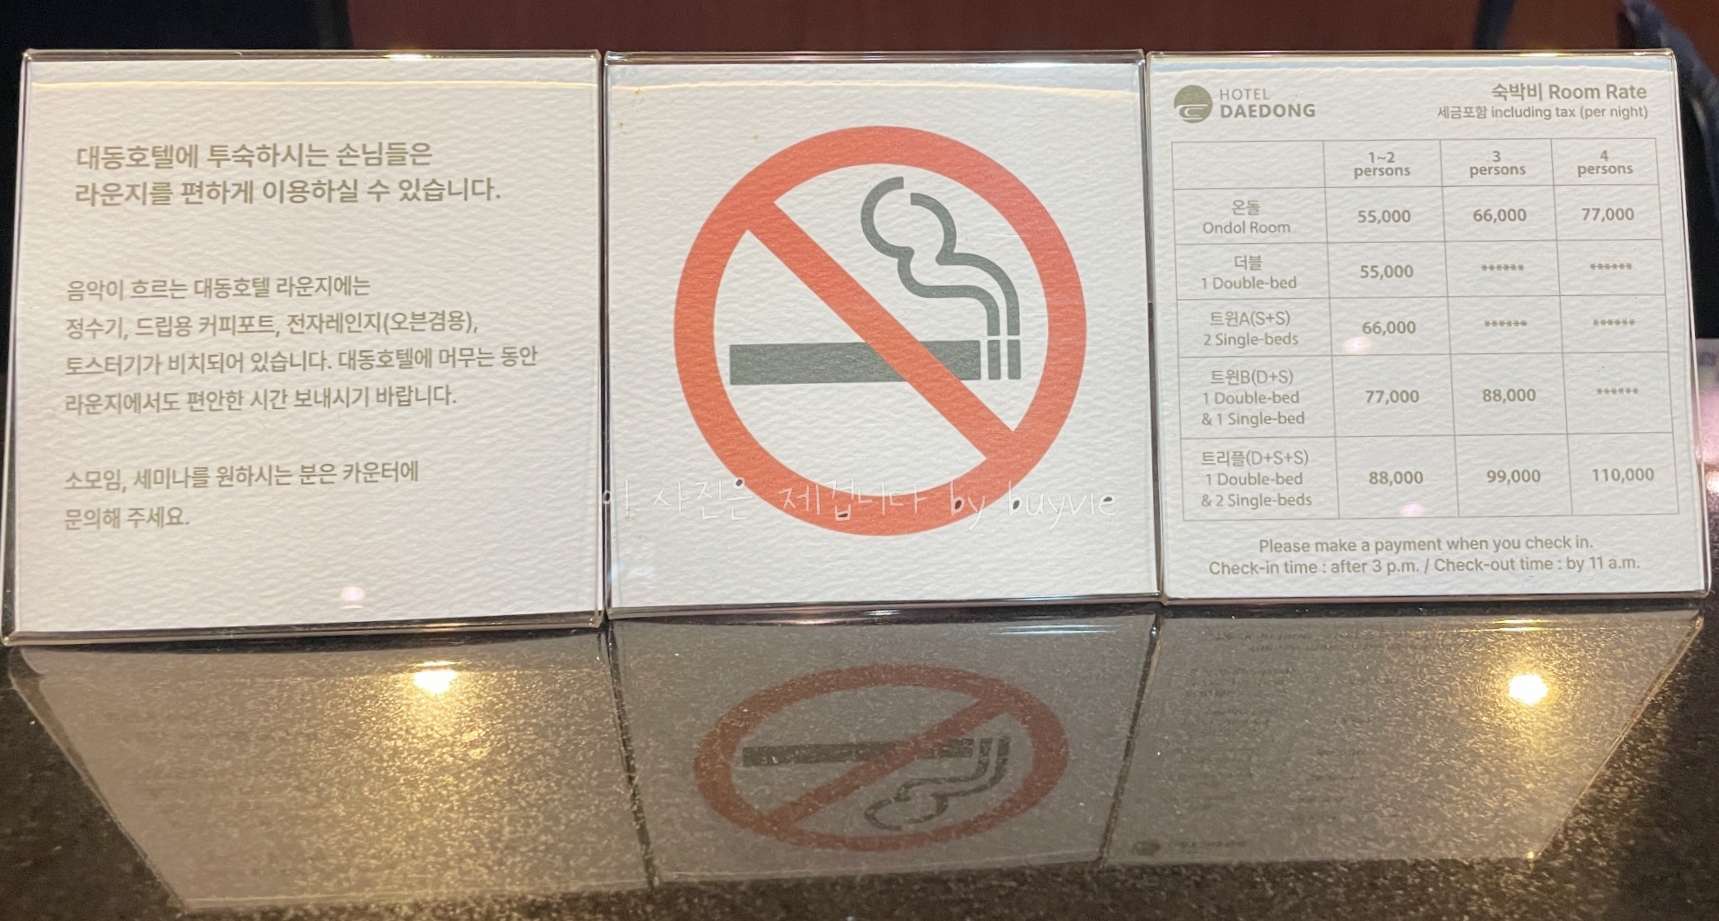 대동호텔에 투숙하시는 손님들은
라운지를 편하게 이용하실 수 있습니다.
음악이 흐르는 대동호텔 라운지에는
정수기, 드립용 커피포트, 전자레인지(오븐겸용),
토스터기가 비치되어 있습니다. 대동호텔에 머무는 동안
라운지에서도 편안한 시간 보내시기 바랍니다.
소모임, 세미나를 원하시는 분은 카운터에
문의해 주세요.
이 사진은 제겁니다 by buyvie
HOTEL
DAEDONG
숙박비 Room Rate
세금포함 including tax (per night)
1~2 persons 3 persons 4 persons
온돌
Ondol Room 55,000 66,000 77,000
더블
1 Double-bed 55,000 ****** ******
트윈A(S+S)
2 Single-beds 66,000 ****** ******
트윈B(D+S)
1 Double-bed
& 1 Single-bed 77,000 88,000 ******
트리플(D+S+S)
1 Double-bed
& 2 Single-beds 88,000 99,000 110,000
Please make a payment when you check in.
Check-in time : after 3 p.m. / Check-out time : by 11 a.m.